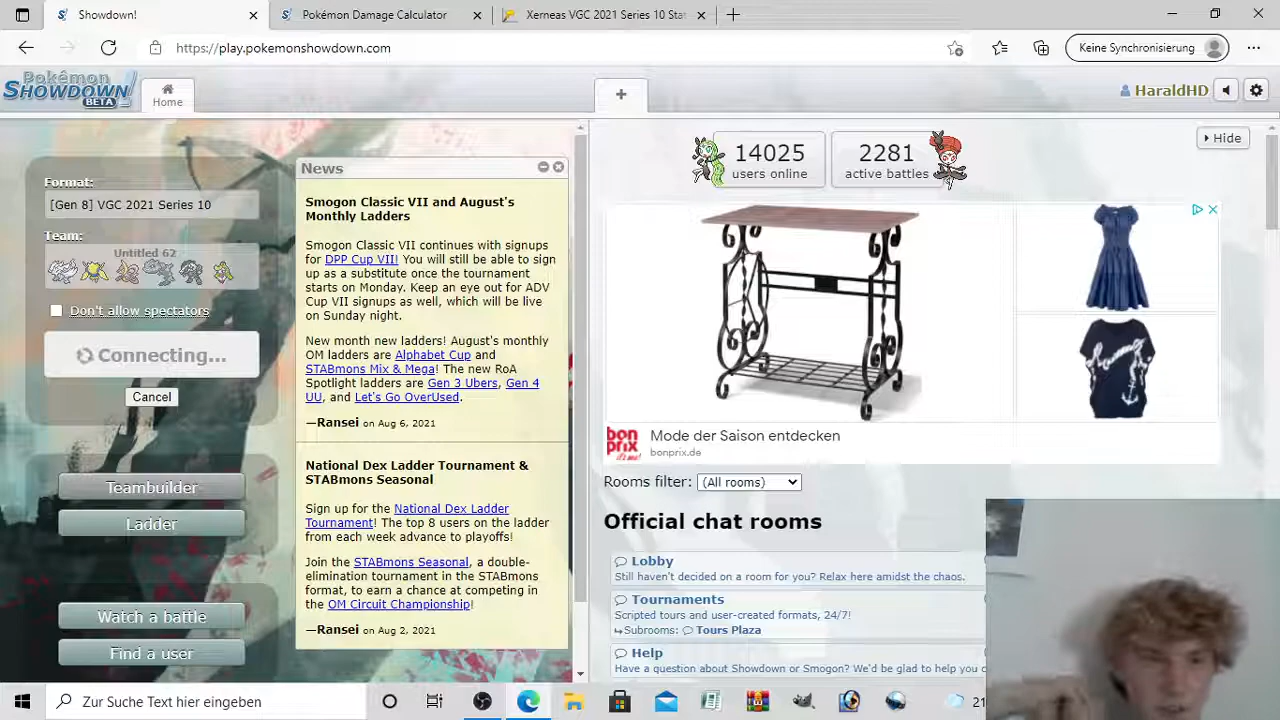 Showdown!
Pokémon Damage Calculator
Xerneas VGC 2021 Series 10 Stat
https://play.pokemonshowdown.com
Keine Synchronisierung
Pokémon
SHOWDOWN!
BETA
Home
HaraldHD
Format:
[Gen 8] VGC 2021 Series 10
Team:
Untitled 62
Don't allow spectators
Connecting...
Cancel
Teambuilder
Ladder
Watch a battle
Find a user
News
Smogon Classic VII and August's
Monthly Ladders
Smogon Classic VII continues with signups
for DPP Cup VII! You will still be able to sign
up as a substitute once the tournament
starts on Monday. Keep an eye out for ADV
Cup VII signups as well, which will be live
on Sunday night.
New month new ladders! August's monthly
OM ladders are Alphabet Cup and
STABmons Mix & Mega! The new RoA
Spotlight ladders are Gen 3 Ubers, Gen 4
UU, and Let's Go OverUsed.
—Ransei on Aug 6, 2021
National Dex Ladder Tournament &
STABmons Seasonal
Sign up for the National Dex Ladder
Tournament! The top 8 users on the ladder
from each week advance to playoffs!
Join the STABmons Seasonal, a double-
elimination tournament in the STABmons
format, to earn a chance at competing in
the OM Circuit Championship!
—Ransei on Aug 2, 2021
14025
users online
2281
active battles
Hide
bon
prix
it's me!
Mode der Saison entdecken
bonprix.de
Rooms filter: (All rooms)
Official chat rooms
Lobby
Still haven't decided on a room for you? Relax here amidst the chaos.
Tournaments
Scripted tours and user-created formats, 24/7!
Subrooms: Tours Plaza
Help
Have a question about Showdown or Smogon? We'd be glad to help you
Zur Suche Text hier eingeben
21